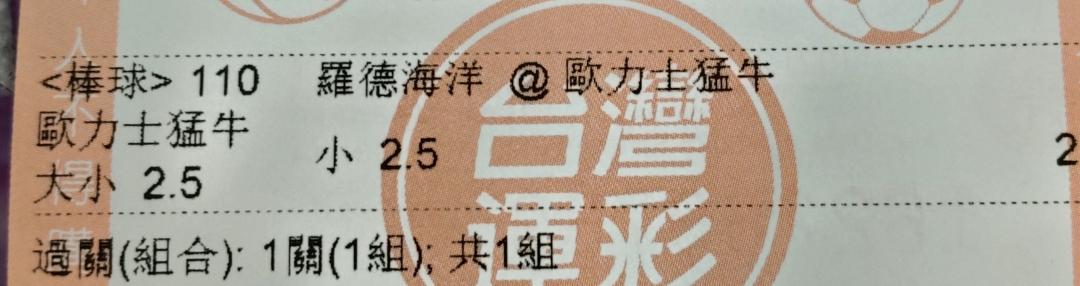 <棒球> 110 羅德海洋 @ 歐力士猛牛
歐力士猛牛
小 2.5
大小 2.5
過關(組合): 1關(1組); 共1組
台灣
運彩